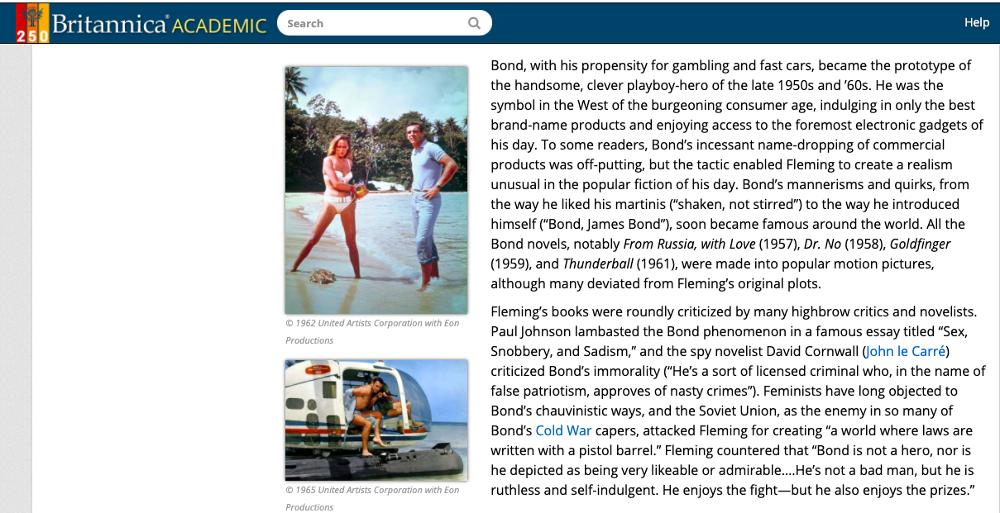 Britannica® ACADEMIC
250
Search
Help
Bond, with his propensity for gambling and fast cars, became the prototype of
the handsome, clever playboy-hero of the late 1950s and ’60s. He was the
symbol in the West of the burgeoning consumer age, indulging in only the best
brand-name products and enjoying access to the foremost electronic gadgets of
his day. To some readers, Bond’s incessant name-dropping of commercial
products was off-putting, but the tactic enabled Fleming to create a realism
unusual in the popular fiction of his day. Bond’s mannerisms and quirks, from
the way he liked his martinis (“shaken, not stirred”) to the way he introduced
himself (“Bond, James Bond”), soon became famous around the world. All the
Bond novels, notably From Russia, with Love (1957), Dr. No (1958), Goldfinger
(1959), and Thunderball (1961), were made into popular motion pictures,
although many deviated from Fleming’s original plots.
© 1962 United Artists Corporation with Eon
Productions
Fleming’s books were roundly criticized by many highbrow critics and novelists.
Paul Johnson lambasted the Bond phenomenon in a famous essay titled “Sex,
Snobbery, and Sadism,” and the spy novelist David Cornwall (John le Carré)
criticized Bond’s immorality (“He’s a sort of licensed criminal who, in the name of
false patriotism, approves of nasty crimes”). Feminists have long objected to
Bond’s chauvinistic ways, and the Soviet Union, as the enemy in so many of
Bond’s Cold War capers, attacked Fleming for creating “a world where laws are
written with a pistol barrel.” Fleming countered that “Bond is not a hero, nor is
he depicted as being very likeable or admirable....He’s not a bad man, but he is
ruthless and self-indulgent. He enjoys the fight—but he also enjoys the prizes.”
© 1965 United Artists Corporation with Eon
Productions